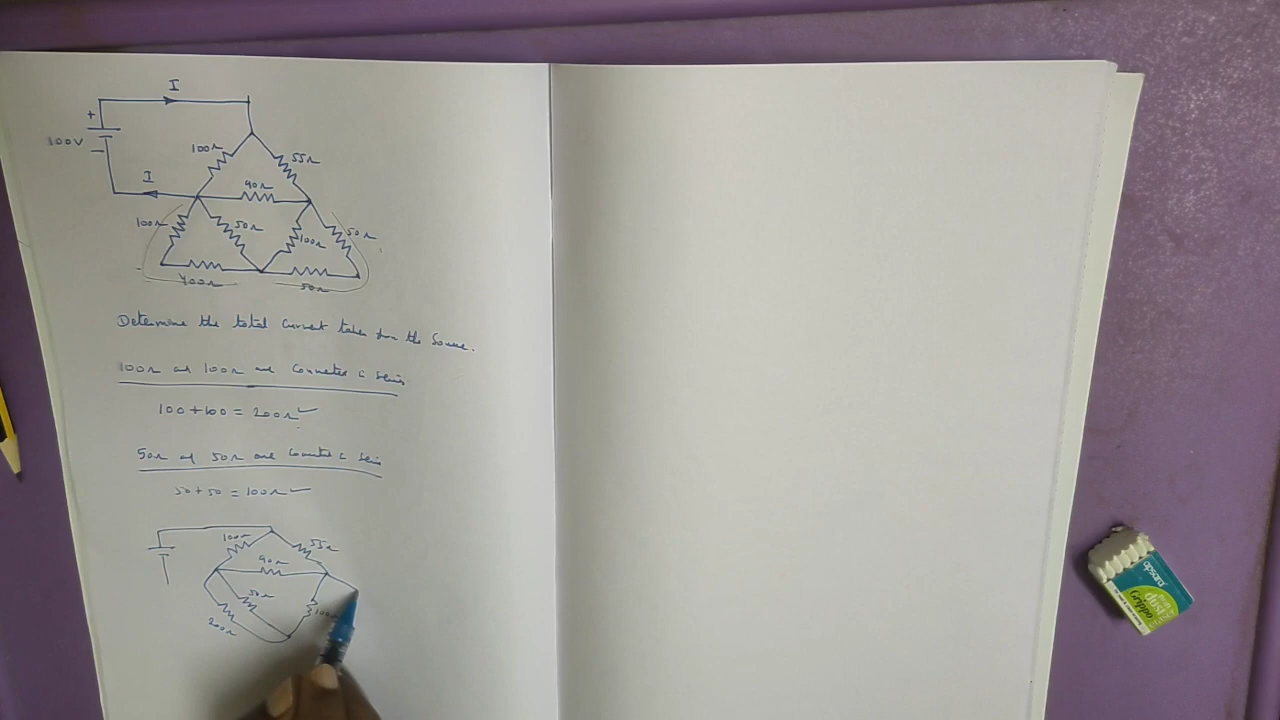 I
+
100V
-
I
100Ω
55Ω
90Ω
100Ω
50Ω
100Ω
50Ω
100Ω
50Ω
Determine the total current taken from the Source.
100Ω and 100Ω are connected in series
100+100 = 200Ω
50Ω and 50Ω are connected in series
50+50 = 100Ω
100Ω
55Ω
90Ω
50Ω
200Ω
apsara
Grippo